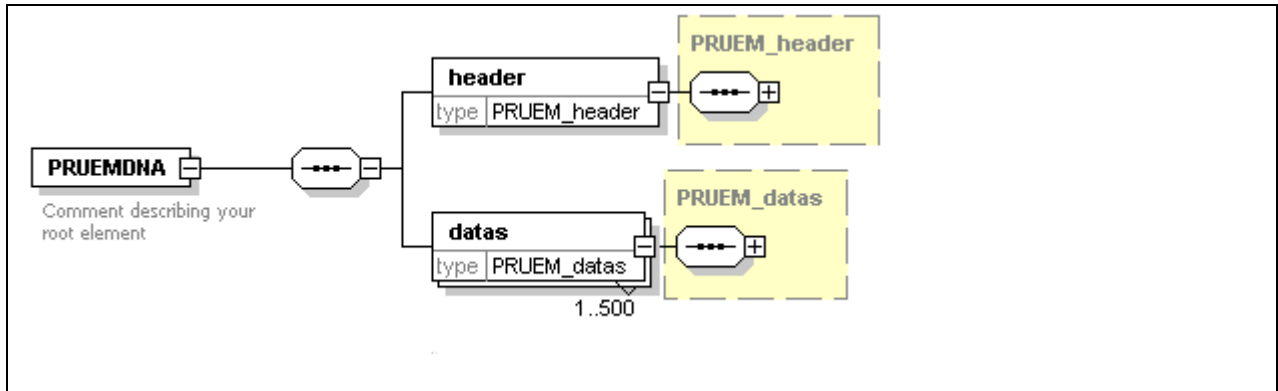 PRUEM_header
header
type PRUEM_header
PRUEMDNA
Comment describing your
root element
PRUEM_datas
datas
type PRUEM_datas
1..500